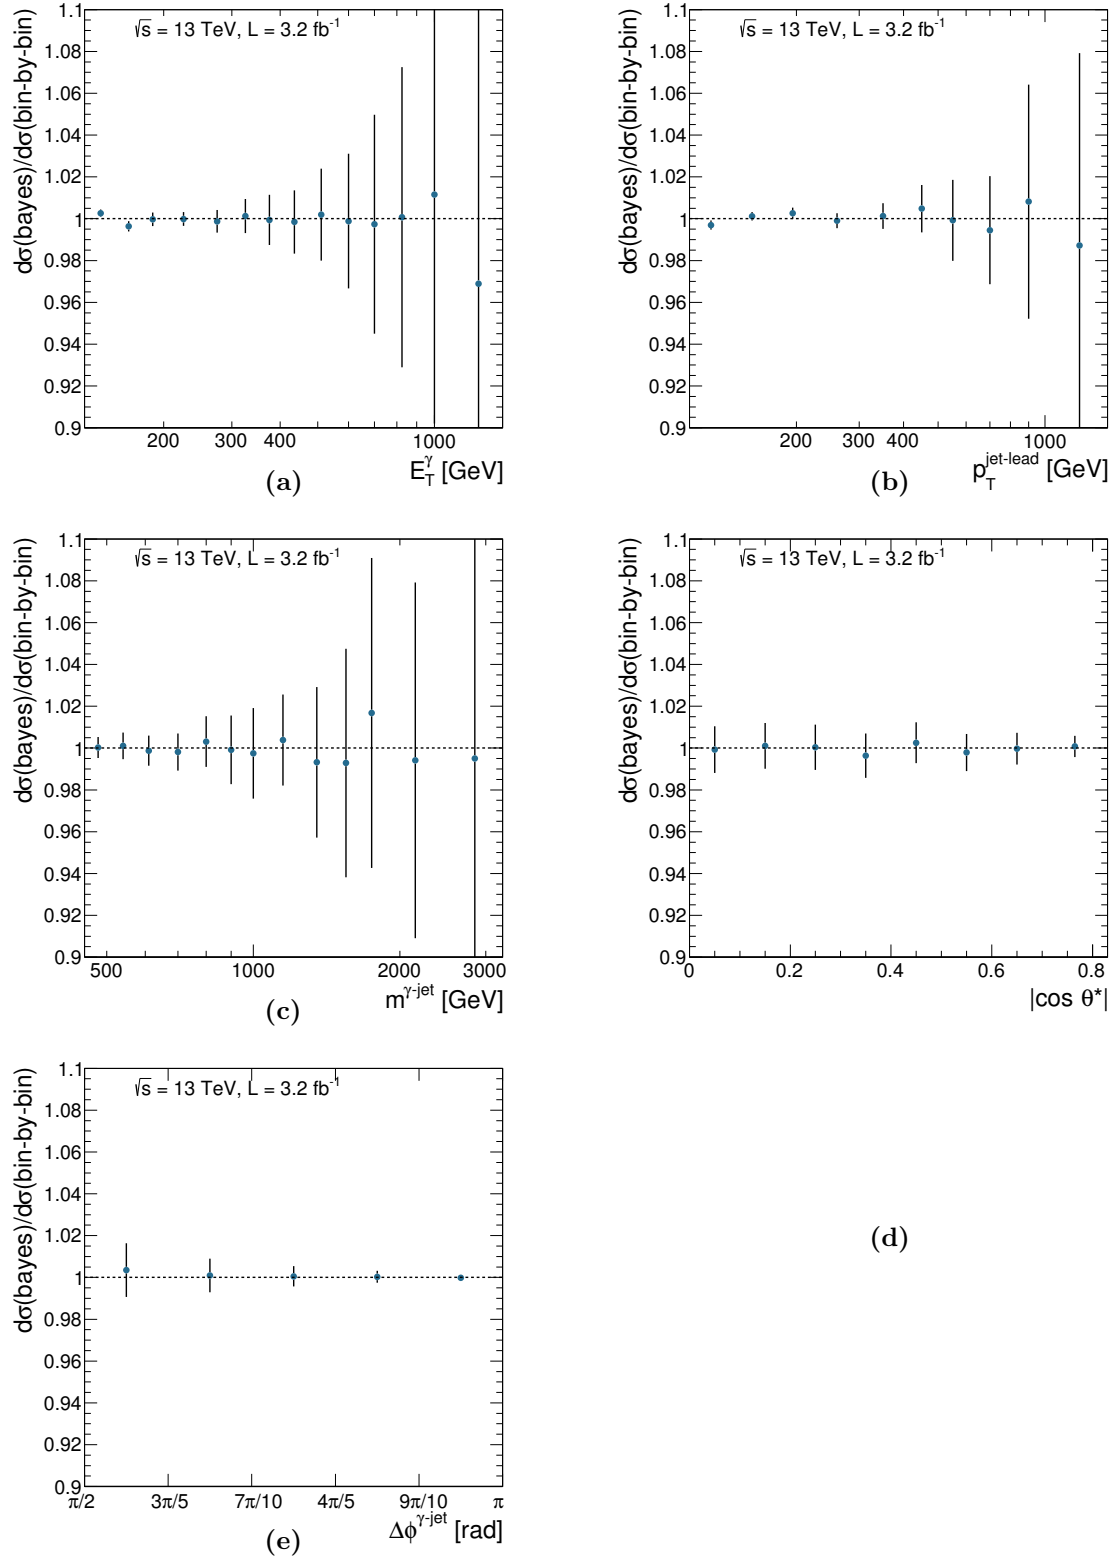 √s = 13 TeV, L = 3.2 fb⁻¹
dσ(bayes)/dσ(bin-by-bin)
1.1
1.08
1.06
1.04
1.02
1
0.98
0.96
0.94
0.92
0.9
200 300 400 1000
E_T^γ [GeV]
(a)
√s = 13 TeV, L = 3.2 fb⁻¹
dσ(bayes)/dσ(bin-by-bin)
1.1
1.08
1.06
1.04
1.02
1
0.98
0.96
0.94
0.92
0.9
200 300 400 1000
p_T^jet-lead [GeV]
(b)
√s = 13 TeV, L = 3.2 fb⁻¹
dσ(bayes)/dσ(bin-by-bin)
1.1
1.08
1.06
1.04
1.02
1
0.98
0.96
0.94
0.92
0.9
500 1000 2000 3000
m^γ-jet [GeV]
(c)
√s = 13 TeV, L = 3.2 fb⁻¹
dσ(bayes)/dσ(bin-by-bin)
1.1
1.08
1.06
1.04
1.02
1
0.98
0.96
0.94
0.92
0.9
0 0.2 0.4 0.6 0.8
|cos θ*|
√s = 13 TeV, L = 3.2 fb⁻¹
dσ(bayes)/dσ(bin-by-bin)
1.1
1.08
1.06
1.04
1.02
1
0.98
0.96
0.94
0.92
0.9
π/2 3π/5 7π/10 4π/5 9π/10 π
Δϕ^γ-jet [rad]
(e)
(d)